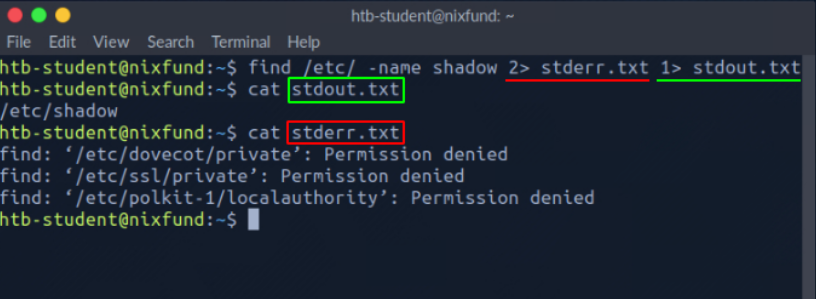 htb-student@nixfund: ~
File Edit View Search Terminal Help
htb-student@nixfund:~$ find /etc/ -name shadow 2> stderr.txt 1> stdout.txt
htb-student@nixfund:~$ cat stdout.txt
/etc/shadow
htb-student@nixfund:~$ cat stderr.txt
find: ‘/etc/dovecot/private’: Permission denied
find: ‘/etc/ssl/private’: Permission denied
find: ‘/etc/polkit-1/localauthority’: Permission denied
htb-student@nixfund:~$